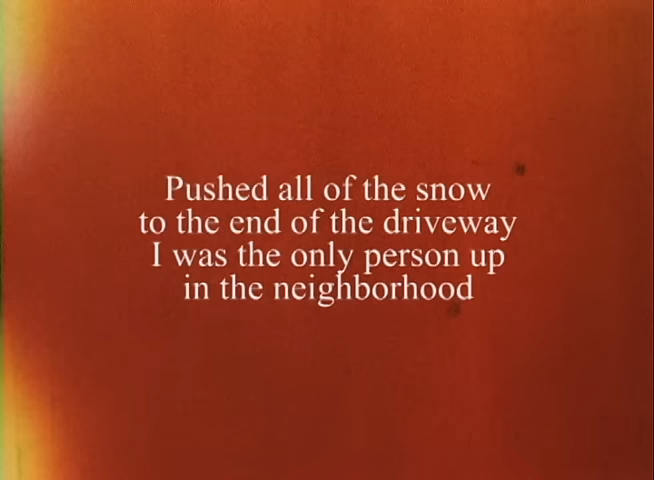 Pushed all of the snow
to the end of the driveway
I was the only person up
in the neighborhood